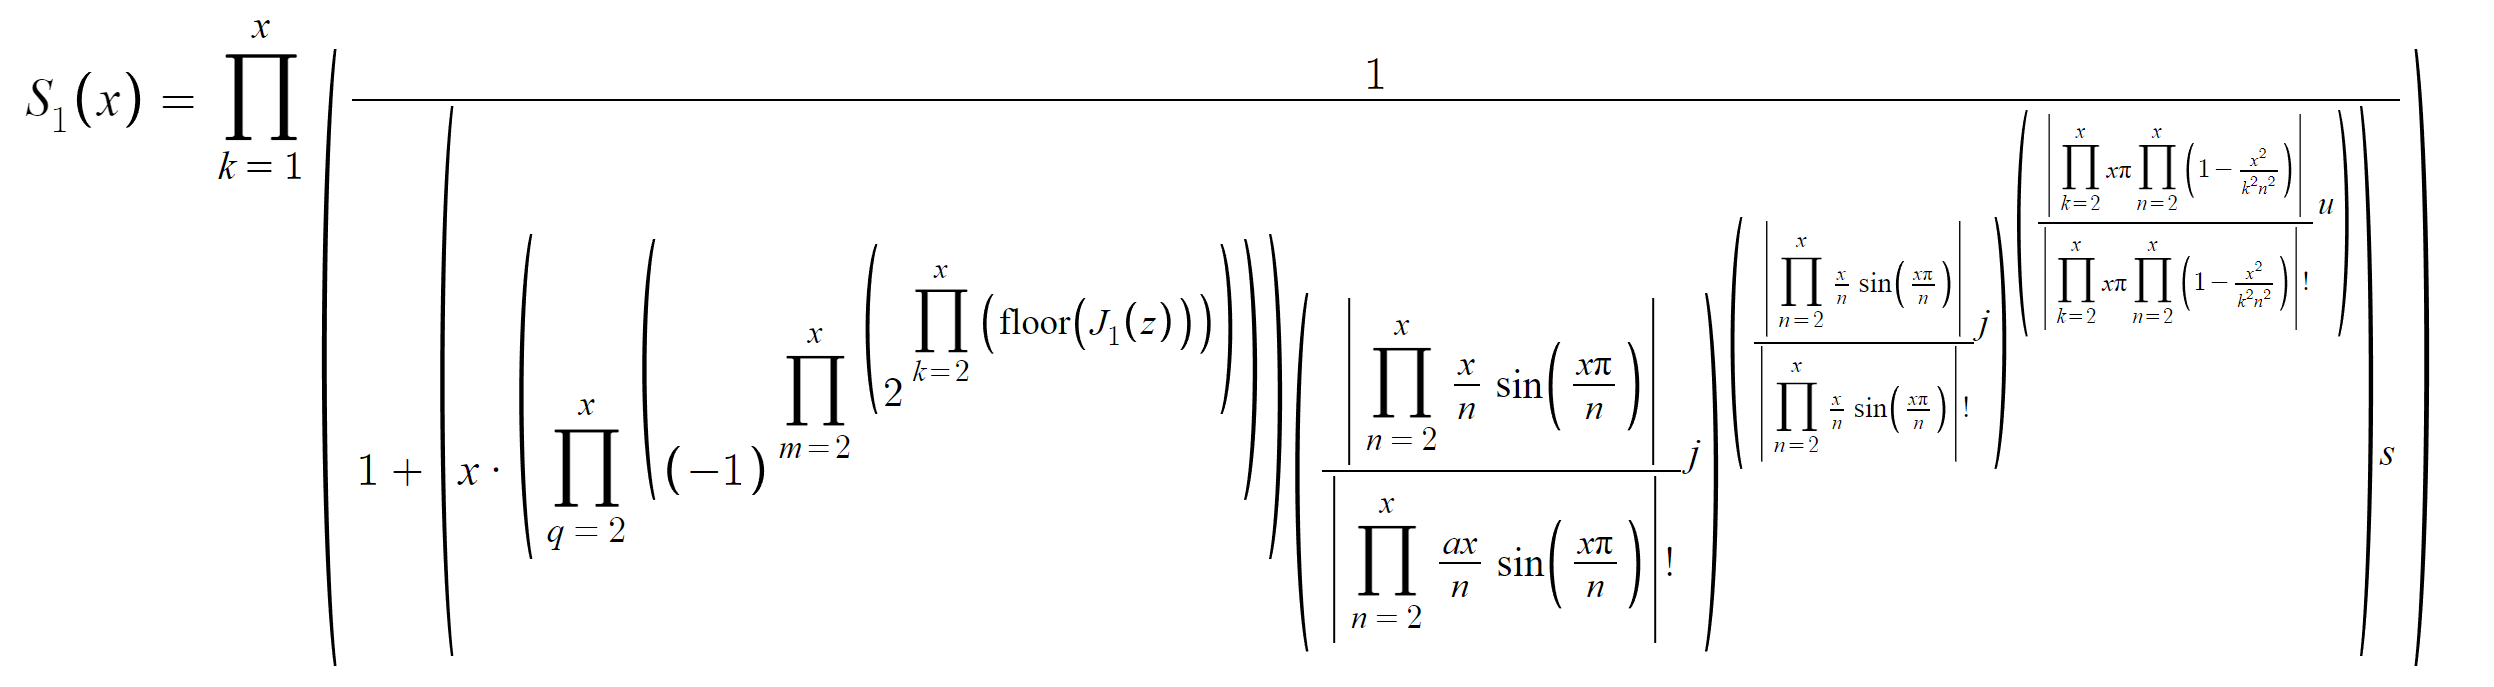 $$S_1(x) = \prod_{k=1}^{x} \left( \frac{1}{1 + \left( x \cdot \left( \prod_{q=2}^{x} \left( (-1)^{\prod_{m=2}^{x} \left( 2^{\prod_{k=2}^{x} (\text{floor}(J_1(z)))} \right)} \right) \right) \left( \frac{\left| \prod_{n=2}^{x} \frac{x}{n} \sin\left( \frac{x\pi}{n} \right) \right|}{\left| \prod_{n=2}^{x} \frac{ax}{n} \sin\left( \frac{x\pi}{n} \right) \right| !} j \right)^{\left( \frac{\left| \prod_{n=2}^{x} \frac{x}{n} \sin\left( \frac{x\pi}{n} \right) \right|}{\left| \prod_{n=2}^{x} \frac{x}{n} \sin\left( \frac{x\pi}{n} \right) \right| !} j \right)^{\left( \frac{\left| \prod_{k=2}^{x} x\pi \prod_{n=2}^{x} \left( 1 - \frac{x^2}{k^2 n^2} \right) \right|}{\left| \prod_{k=2}^{x} x\pi \prod_{n=2}^{x} \left( 1 - \frac{x^2}{k^2 n^2} \right) \right| !} u \right)}} \right) s} \right)$$